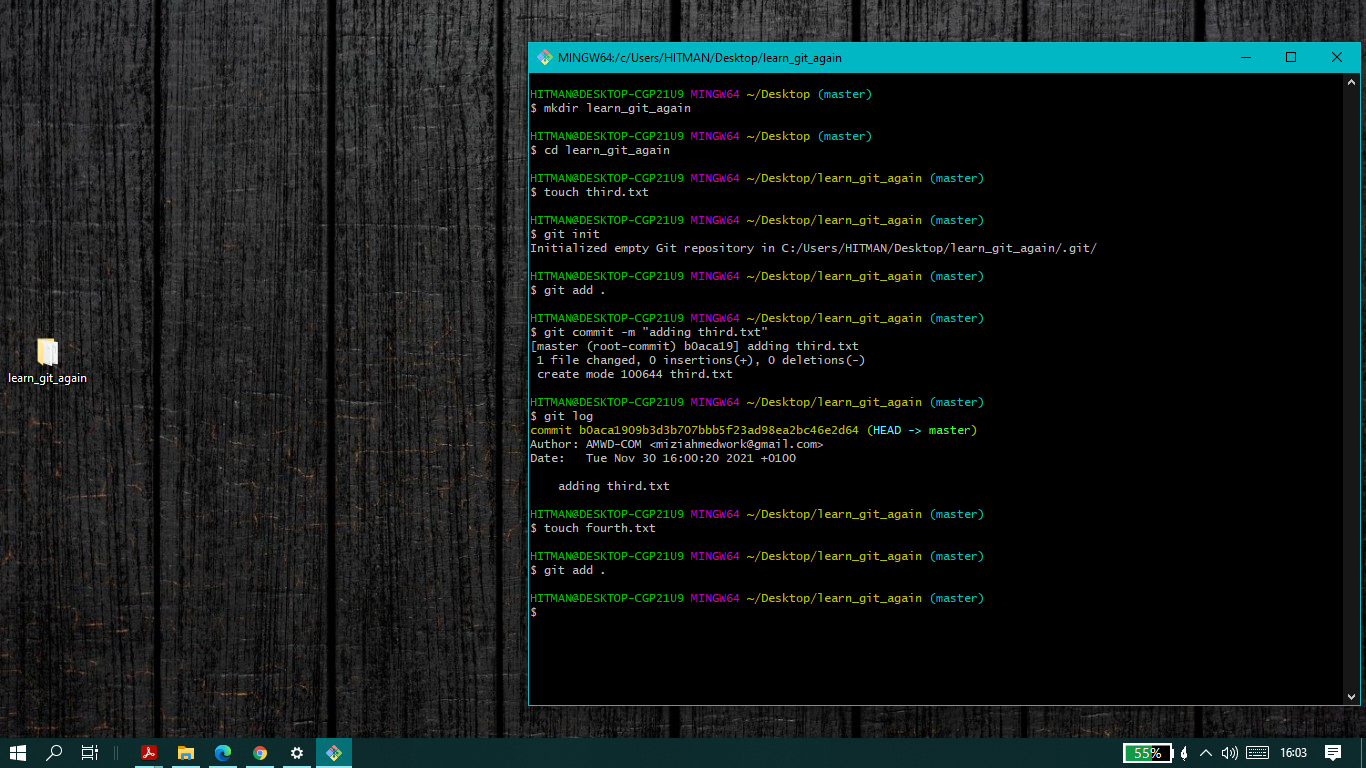 MINGW64:/c/Users/HITMAN/Desktop/learn_git_again
HITMAN@DESKTOP-CGP21U9 MINGW64 ~/Desktop (master)
$ mkdir learn_git_again
HITMAN@DESKTOP-CGP21U9 MINGW64 ~/Desktop (master)
$ cd learn_git_again
HITMAN@DESKTOP-CGP21U9 MINGW64 ~/Desktop/learn_git_again (master)
$ touch third.txt
HITMAN@DESKTOP-CGP21U9 MINGW64 ~/Desktop/learn_git_again (master)
$ git init
Initialized empty Git repository in C:/Users/HITMAN/Desktop/learn_git_again/.git/
HITMAN@DESKTOP-CGP21U9 MINGW64 ~/Desktop/learn_git_again (master)
$ git add .
HITMAN@DESKTOP-CGP21U9 MINGW64 ~/Desktop/learn_git_again (master)
$ git commit -m "adding third.txt"
[master (root-commit) b0aca19] adding third.txt
 1 file changed, 0 insertions(+), 0 deletions(-)
 create mode 100644 third.txt
HITMAN@DESKTOP-CGP21U9 MINGW64 ~/Desktop/learn_git_again (master)
$ git log
commit b0aca1909b3d3b707bbb5f23ad98ea2bc46e2d64 (HEAD -> master)
Author: AMWD-COM <miziahmedwork@gmail.com>
Date:   Tue Nov 30 16:00:20 2021 +0100
    adding third.txt
HITMAN@DESKTOP-CGP21U9 MINGW64 ~/Desktop/learn_git_again (master)
$ touch fourth.txt
HITMAN@DESKTOP-CGP21U9 MINGW64 ~/Desktop/learn_git_again (master)
$ git add .
HITMAN@DESKTOP-CGP21U9 MINGW64 ~/Desktop/learn_git_again (master)
$
learn_git_again
55%
16:03